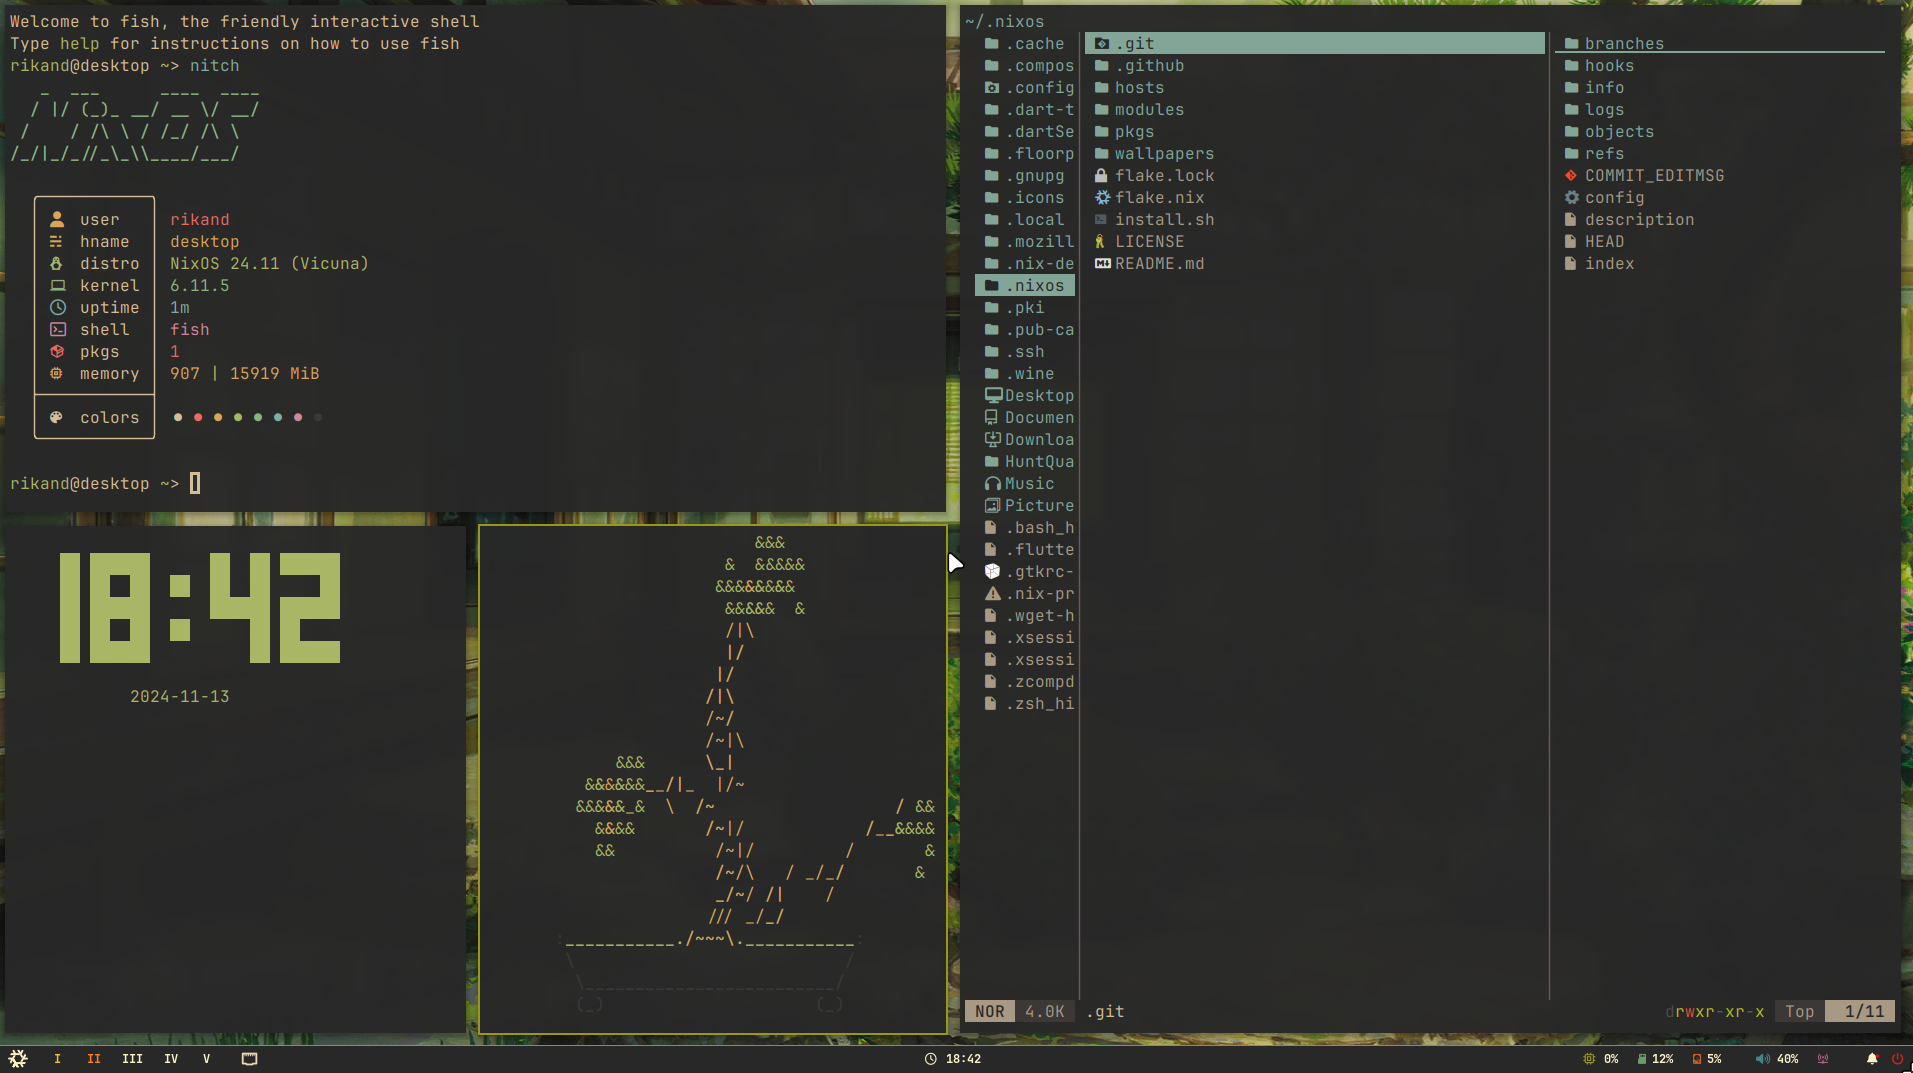 Welcome to fish, the friendly interactive shell
Type help for instructions on how to use fish
rikand@desktop ~> nitch
user rikand
hname desktop
distro NixOS 24.11 (Vicuna)
kernel 6.11.5
uptime 1m
shell fish
pkgs 1
memory 907 | 15919 MiB
colors
rikand@desktop ~>
18:42
2024-11-13
~/.nixos
.cache
.compos
.config
.dart-t
.dartSe
.floorp
.gnupg
.icons
.local
.mozill
.nix-de
.nixos
.pki
.pub-ca
.ssh
.wine
Desktop
Documen
Downloa
HuntQua
Music
Picture
.bash_h
.flutte
.gtkrc-
.nix-pr
.wget-h
.xsessi
.xsessi
.zcompd
.zsh_hi
.git
.github
hosts
modules
pkgs
wallpapers
flake.lock
flake.nix
install.sh
LICENSE
README.md
branches
hooks
info
logs
objects
refs
COMMIT_EDITMSG
config
description
HEAD
index
NOR 4.0K .git drwxr-xr-x Top 1/11
I II III IV V 18:42 0% 12% 5% 40%